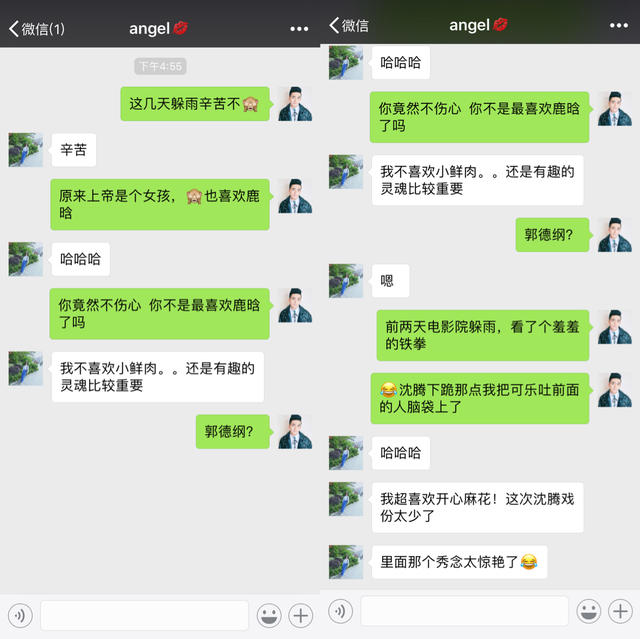 微信(1)
angel💋
下午4:55
这几天躲雨辛苦不🙈
辛苦
原来上帝是个女孩，🙈也喜欢鹿
晗
哈哈哈
你竟然不伤心 你不是最喜欢鹿晗
了吗
我不喜欢小鲜肉。。还是有趣的
灵魂比较重要
郭德纲？
微信
angel💋
哈哈哈
你竟然不伤心 你不是最喜欢鹿晗
了吗
我不喜欢小鲜肉。。还是有趣的
灵魂比较重要
郭德纲？
嗯
前两天电影院躲雨，看了个羞羞
的铁拳
😂沈腾下跪那点我把可乐吐前面
的人脑袋上了
哈哈哈
我超喜欢开心麻花！这次沈腾戏
份太少了
里面那个秀念太惊艳了😂